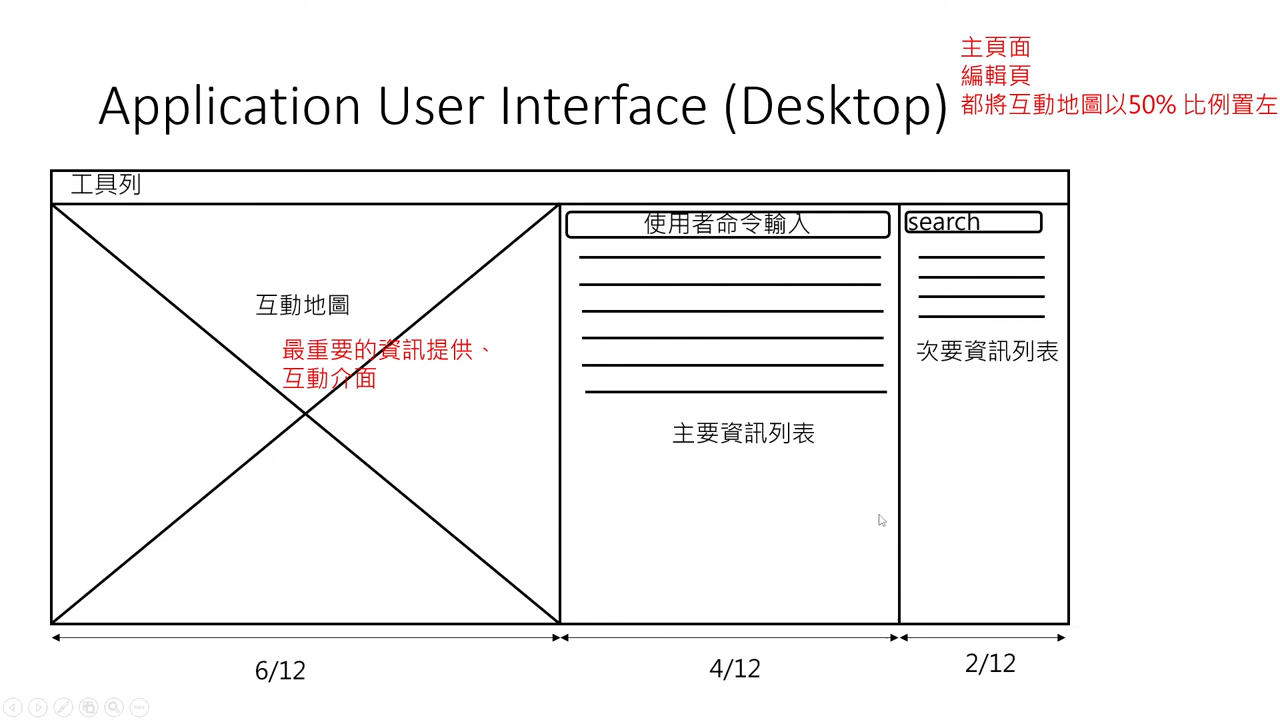 主頁面
編輯頁
都將互動地圖以50% 比例置左
Application User Interface (Desktop)
工具列
使用者命令輸入
search
互動地圖
最重要的資訊提供、
互動介面
次要資訊列表
主要資訊列表
6/12
4/12
2/12